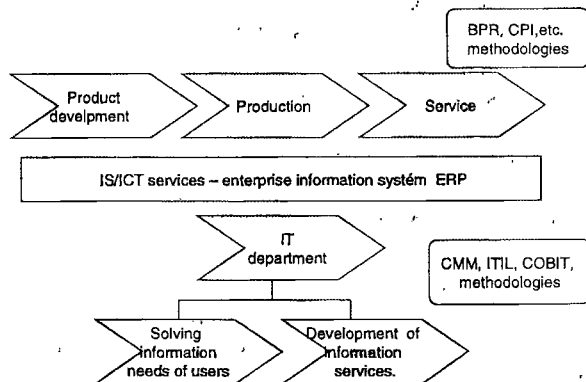 BPR, CPI,etc.
methodologies
Product
develpment
Production
Service
IS/ICT services – enterprise information systém ERP
IT
department
CMM, ITIL, COBIT,
methodologies
Solving
information
needs of users
Development of
information
services.